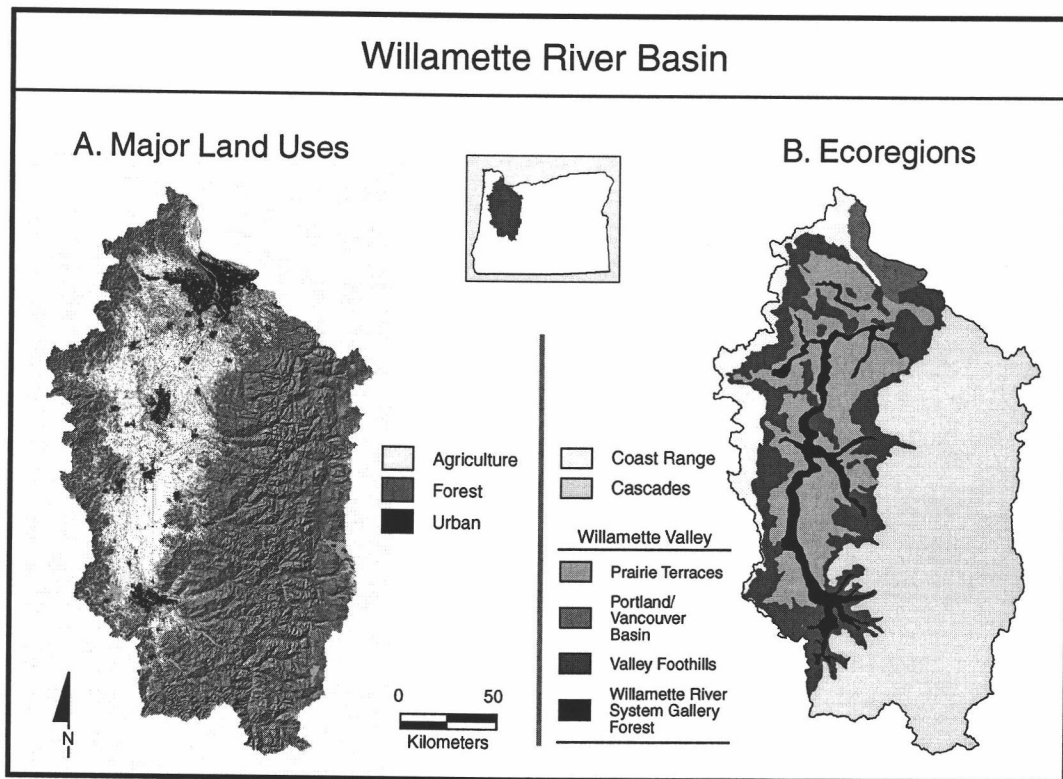 Willamette River Basin
A. Major Land Uses
B. Ecoregions
Agriculture
Forest
Urban
0 50
Kilometers
N
Coast Range
Cascades
Willamette Valley
Prairie Terraces
Portland/
Vancouver
Basin
Valley Foothills
Willamette River
System Gallery
Forest